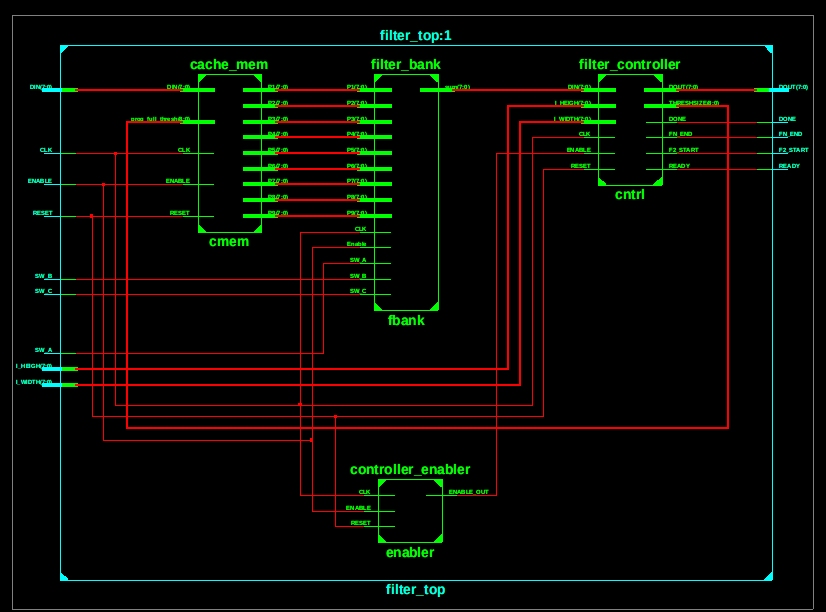 filter_top:1
cache_mem
filter_bank
filter_controller
DIN(7:0)
DIN(7:0)
P1(7:0)
P1(7:0)
sum(7:0)
DIN(7:0)
DOUT(7:0)
DOUT(7:0)
P2(7:0)
P2(7:0)
I_HEIGH(7:0)
THRESHSIZE(8:0)
prog_full_thresh(8:0)
P3(7:0)
P3(7:0)
I_WIDTH(7:0)
DONE
DONE
P4(7:0)
P4(7:0)
CLK
FN_END
FN_END
CLK
CLK
P5(7:0)
P5(7:0)
ENABLE
F2_START
F2_START
P6(7:0)
P6(7:0)
RESET
READY
READY
ENABLE
ENABLE
P7(7:0)
P7(7:0)
P8(7:0)
P8(7:0)
cntrl
RESET
RESET
P9(7:0)
P9(7:0)
CLK
cmem
Enable
SW_A
SW_B
SW_B
SW_C
SW_C
fbank
SW_A
I_HEIGH(7:0)
I_WIDTH(7:0)
controller_enabler
CLK
ENABLE_OUT
ENABLE
RESET
enabler
filter_top